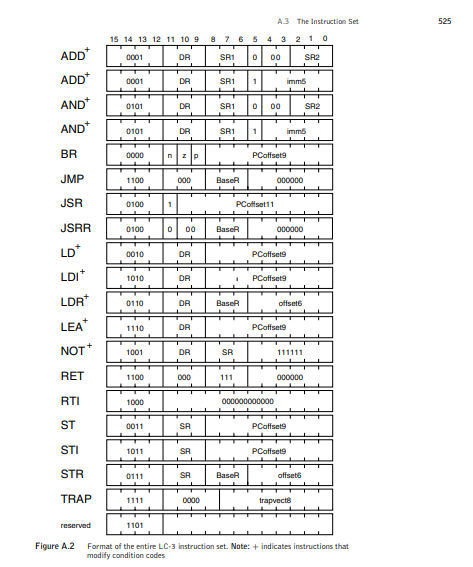 A.3 The Instruction Set 525
15 14 13 12 11 10 9 8 7 6 5 4 3 2 1 0
ADD+ 0001 DR SR1 0 00 SR2
ADD+ 0001 DR SR1 1 imm5
AND+ 0101 DR SR1 0 00 SR2
AND+ 0101 DR SR1 1 imm5
BR 0000 n z p PCoffset9
JMP 1100 000 BaseR 000000
JSR 0100 1 PCoffset11
JSRR 0100 0 00 BaseR 000000
LD+ 0010 DR PCoffset9
LDI+ 1010 DR PCoffset9
LDR+ 0110 DR BaseR offset6
LEA+ 1110 DR PCoffset9
NOT+ 1001 DR SR 111111
RET 1100 000 111 000000
RTI 1000 000000000000
ST 0011 SR PCoffset9
STI 1011 SR PCoffset9
STR 0111 SR BaseR offset6
TRAP 1111 0000 trapvect8
reserved 1101
Figure A.2 Format of the entire LC-3 instruction set. Note: + indicates instructions that
modify condition codes